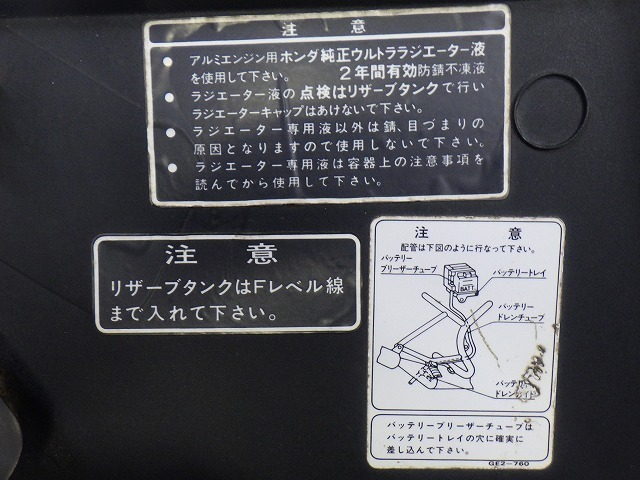 注意
アルミエンジン用ホンダ純正ウルトララジエーター液
を使用して下さい。 2年間有効防錆不凍液
ラジエーター液の点検はリザーブタンクで行い
ラジエーターキャップはあけないで下さい。
ラジエーター専用液以外は錆、目づまりの
原因となりますので使用しないで下さい。
ラジエーター専用液は容器上の注意事項を
読んでから使用して下さい。
注意
リザーブタンクはFレベル線
まで入れて下さい。
注意
配管は下図のように行なって下さい。
バッテリー
ブリーザーチューブ
バッテリートレイ
BATT.
バッテリー
ドレンチューブ
バッテリー
バッテリーブリーザーチューブは
バッテリートレイの穴に確実に
差し込んで下さい。
GE2-760